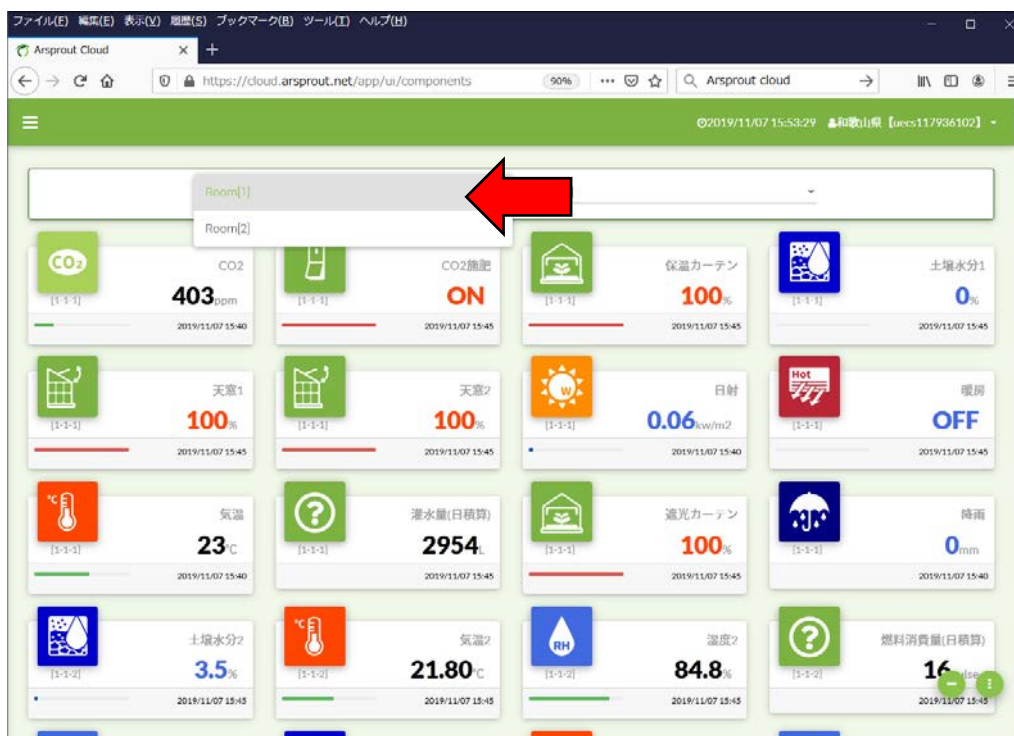 ファイル(F) 編集(E) 表示(V) 履歴(S) ブックマーク(B) ツール(T) ヘルプ(H)
Arsprout Cloud
https://cloud.arsprout.net/app/ui/components 90% Arsprout cloud
2019/11/07 15:53:29 和歌山県【uecs117936102】
Room[1]
Room[2]
CO2 CO2 403ppm [1-1-1] 2019/11/07 15:40
CO2施肥 ON [1-1-1] 2019/11/07 15:45
保温カーテン 100% [1-1-1] 2019/11/07 15:45
土壌水分1 0% [1-1-1] 2019/11/07 15:45
天窓1 100% [1-1-1] 2019/11/07 15:45
天窓2 100% [1-1-1] 2019/11/07 15:45
W 日射 0.06kw/m2 [1-1-1] 2019/11/07 15:40
Hot 暖房 OFF [1-1-1] 2019/11/07 15:45
℃ 気温 23℃ [1-1-1] 2019/11/07 15:40
? 灌水量(日積算) 2954L [1-1-1] 2019/11/07 15:45
遮光カーテン 100% [1-1-1] 2019/11/07 15:45
降雨 0mm [1-1-1] 2019/11/07 15:40
土壌水分2 3.5% [1-1-2] 2019/11/07 15:45
℃ 気温2 21.80℃ [1-1-2] 2019/11/07 15:45
RH 湿度2 84.8% [1-1-2] 2019/11/07 15:45
? 燃料消費量(日積算) 16 [1-1-2] 2019/11/07 15:45